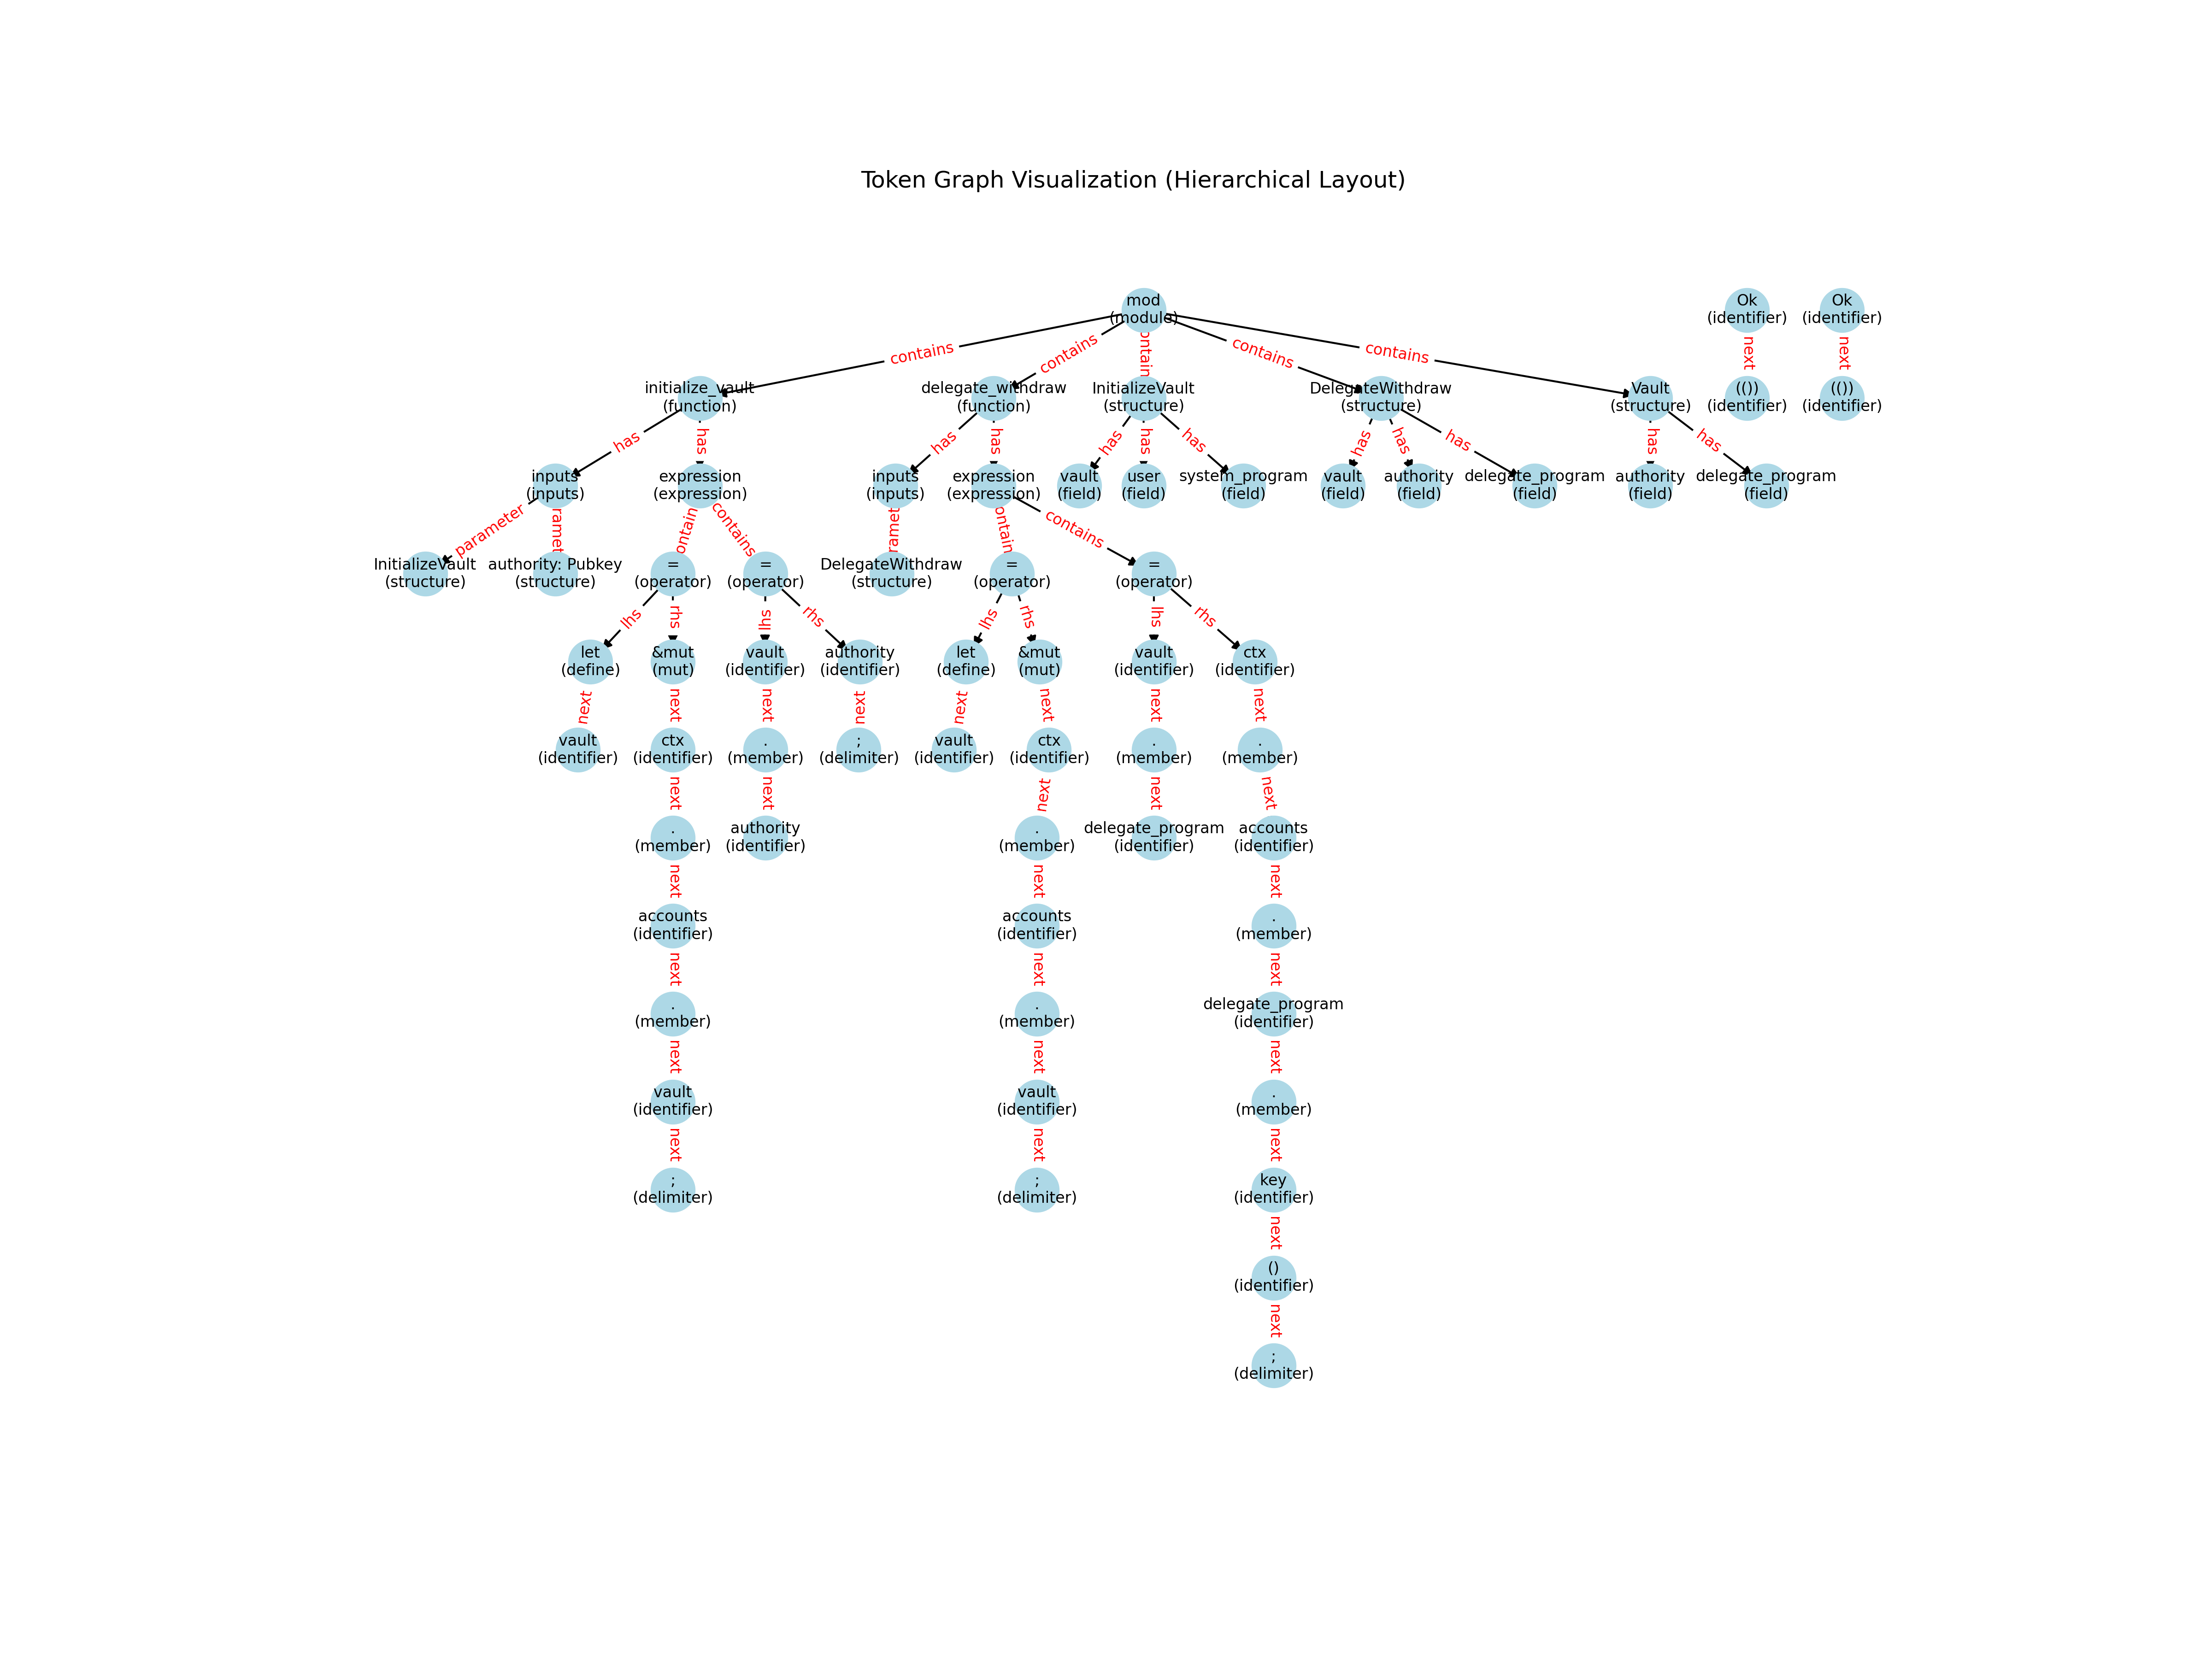 Token Graph Visualization (Hierarchical Layout)
mod
(module)
Ok
(identifier)
Ok
(identifier)
contains
contains
ontain
contains
contains
next
next
initialize_vault
(function)
delegate_withdraw
(function)
InitializeVault
(structure)
DelegateWithdraw
(structure)
Vault
(structure)
(())
(identifier)
(())
(identifier)
has
has
has
has
has
has
has
has
has
has
has
has
inputs
(inputs)
expression
(expression)
inputs
(inputs)
expression
(expression)
vault
(field)
user
(field)
system_program
(field)
vault
(field)
authority
(field)
delegate_program
(field)
authority
(field)
delegate_program
(field)
parameter
ramet
ontain
contains
ramet
ontain
contains
InitializeVault
(structure)
authority: Pubkey
(structure)
=
(operator)
=
(operator)
DelegateWithdraw
(structure)
=
(operator)
=
(operator)
lhs
rhs
lhs
rhs
lhs
rhs
lhs
rhs
let
(define)
&mut
(mut)
vault
(identifier)
authority
(identifier)
let
(define)
&mut
(mut)
vault
(identifier)
ctx
(identifier)
next
next
next
next
next
next
next
next
vault
(identifier)
ctx
(identifier)
.
(member)
;
(delimiter)
vault
(identifier)
ctx
(identifier)
.
(member)
.
(member)
next
next
next
next
next
.
(member)
authority
(identifier)
.
(member)
delegate_program
(identifier)
accounts
(identifier)
next
next
next
accounts
(identifier)
accounts
(identifier)
.
(member)
next
next
next
.
(member)
.
(member)
delegate_program
(identifier)
next
next
next
vault
(identifier)
vault
(identifier)
.
(member)
next
next
next
;
(delimiter)
;
(delimiter)
key
(identifier)
next
()
(identifier)
next
;
(delimiter)